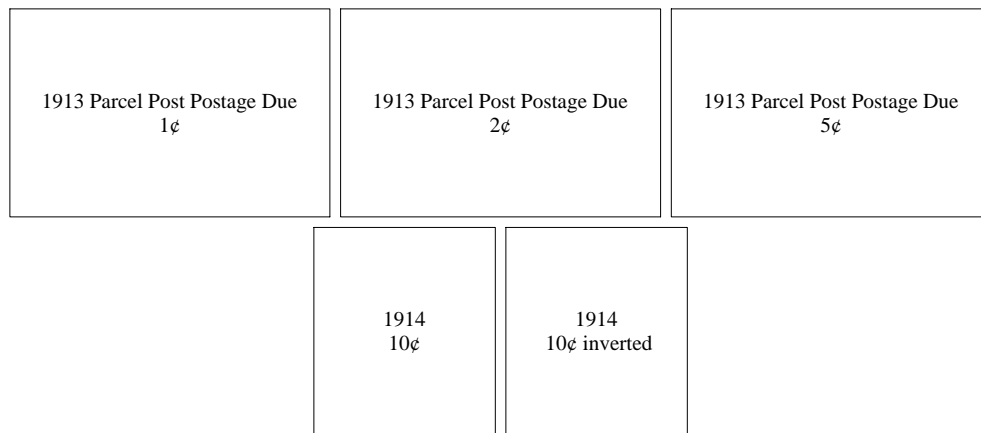 1913 Parcel Post Postage Due
1¢
1913 Parcel Post Postage Due
2¢
1913 Parcel Post Postage Due
5¢
1914
10¢
1914
10¢ inverted